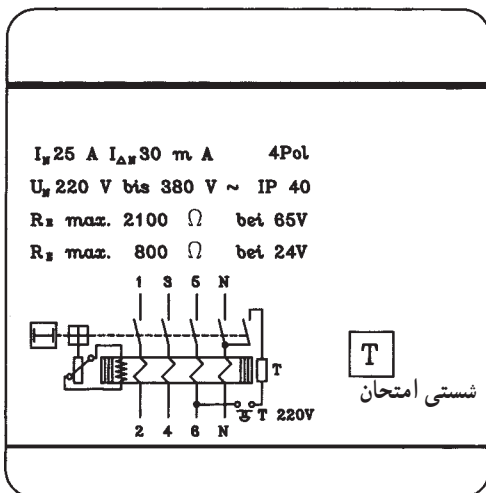 I_N 25 A I_ΔN 30 m A 4Pol
U_N 220 V bis 380 V ~ IP 40
R_E max. 2100 Ω bei 65V
R_E max. 800 Ω bei 24V
1 3 5 N
T
T 220V
2 4 6 N
T
شستی امتحان